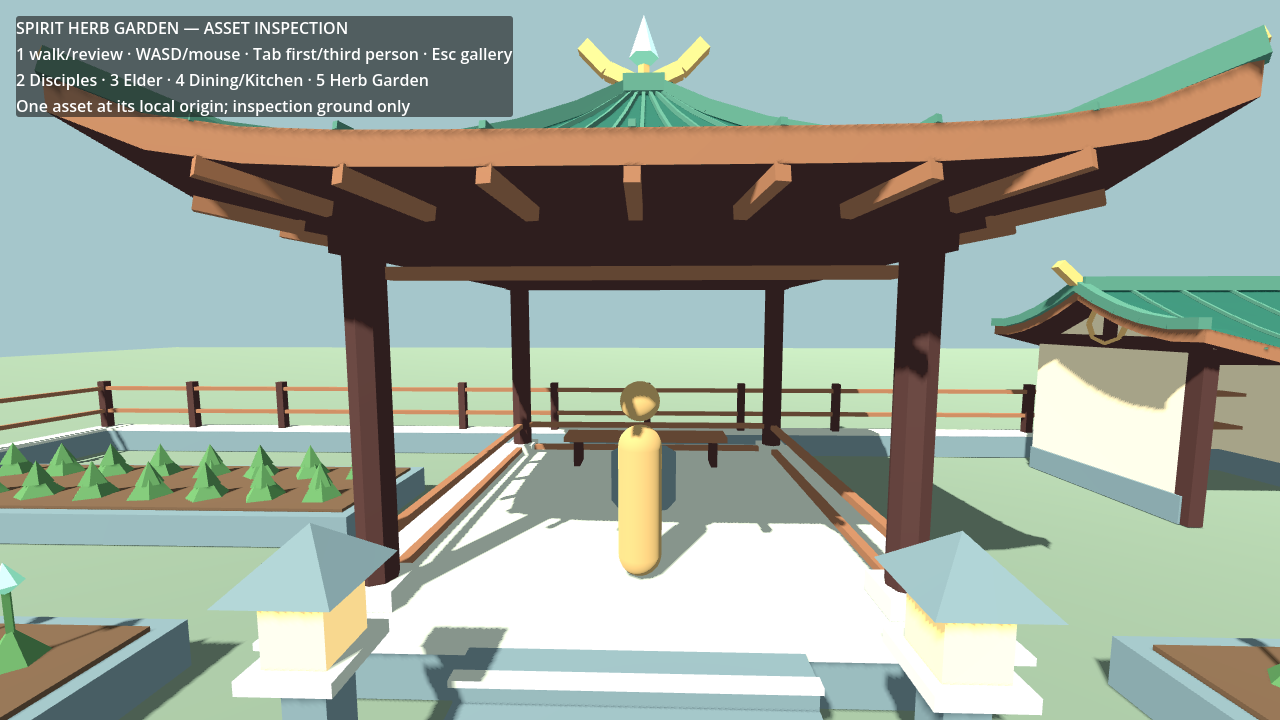 SPIRIT HERB GARDEN — ASSET INSPECTION
1 walk/review · WASD/mouse · Tab first/third person · Esc gallery
2 Disciples · 3 Elder · 4 Dining/Kitchen · 5 Herb Garden
One asset at its local origin; inspection ground only